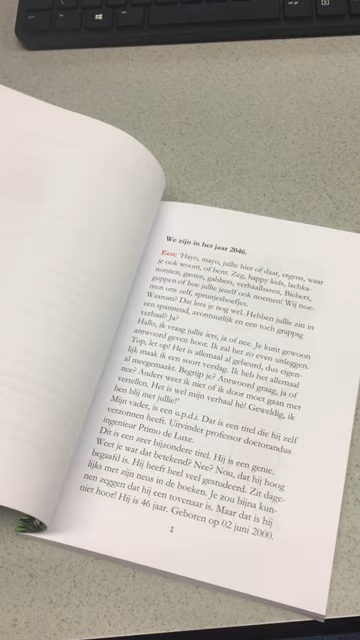 We zijn in het jaar 2046.
Een: 'Hayo, mayo, jullie hier of daar, ergens, waar
je ook woont, of bent. Zeg, happy kids, lachka-
nonnen, gasten, gabbers, verhaalbazen, Biebers,
guppen of hoe jullie jezelf ook noemen! Wij noe-
men ons zelf, spruitjesboefjes.
Waarom? Dat lees je nog wel. Hebben jullie zin in
een spannend, avontuurlijk en een toch grappig
verhaal? Ja?
Hallo, ik vraag jullie iets, ja of nee. Je kunt gewoon
antwoord geven hoor. Ik zal het zo even uitleggen.
Top, let op! Het is allemaal al gebeurd, dus eigen-
lijk maak ik een soort verslag. Ik heb het allemaal
al meegemaakt. Begrijp je? Antwoord graag, ja of
nee? Anders weet ik niet of ik door moet gaan met
vertellen. Het is wel mijn verhaal hé! Geweldig, ik
ben blij met jullie!'
Mijn vader, is een u.p.d.i. Dat is een titel die hij zelf
verzonnen heeft. Uitvinder professor doctorandus
ingenieur Primo de Luxe.
Dit is een zeer bijzondere titel. Hij is een genie.
Weet je wat dat betekend? Nee? Nou, dat hij hoog
begaafd is. Hij heeft heel veel gestudeerd. Zit dage-
lijks met zijn neus in de boeken. Je zou bijna kun-
nen zeggen dat hij een tovenaar is. Maar dat is hij
niet hoor! Hij is 46 jaar. Geboren op 02 juni 2000.
1